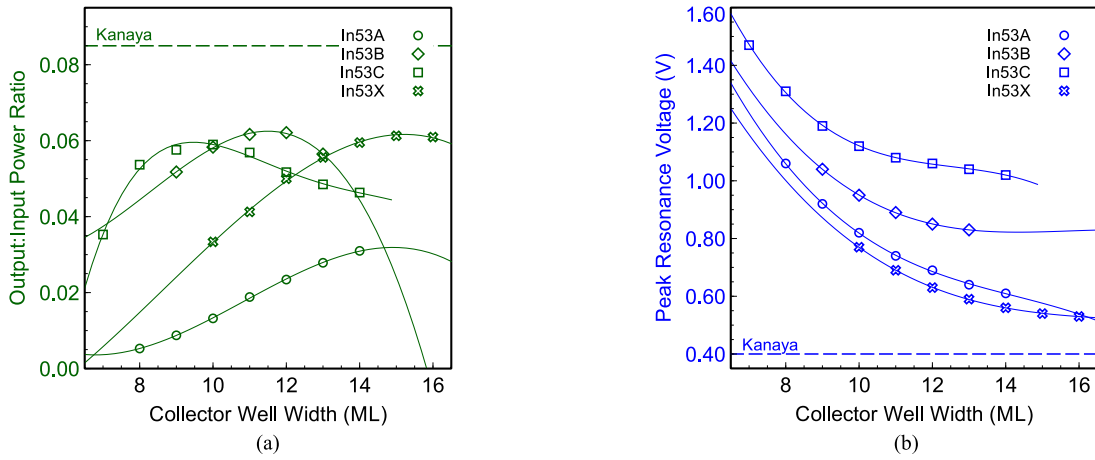 Kanaya
In53A
In53B
In53C
In53X
0.08
0.06
0.04
0.02
0.00
Output:Input Power Ratio
8 10 12 14 16
Collector Well Width (ML)
(a)
1.60
1.40
1.20
1.00
0.80
0.60
0.40
Peak Resonance Voltage (V)
In53A
In53B
In53C
In53X
Kanaya
8 10 12 14 16
Collector Well Width (ML)
(b)